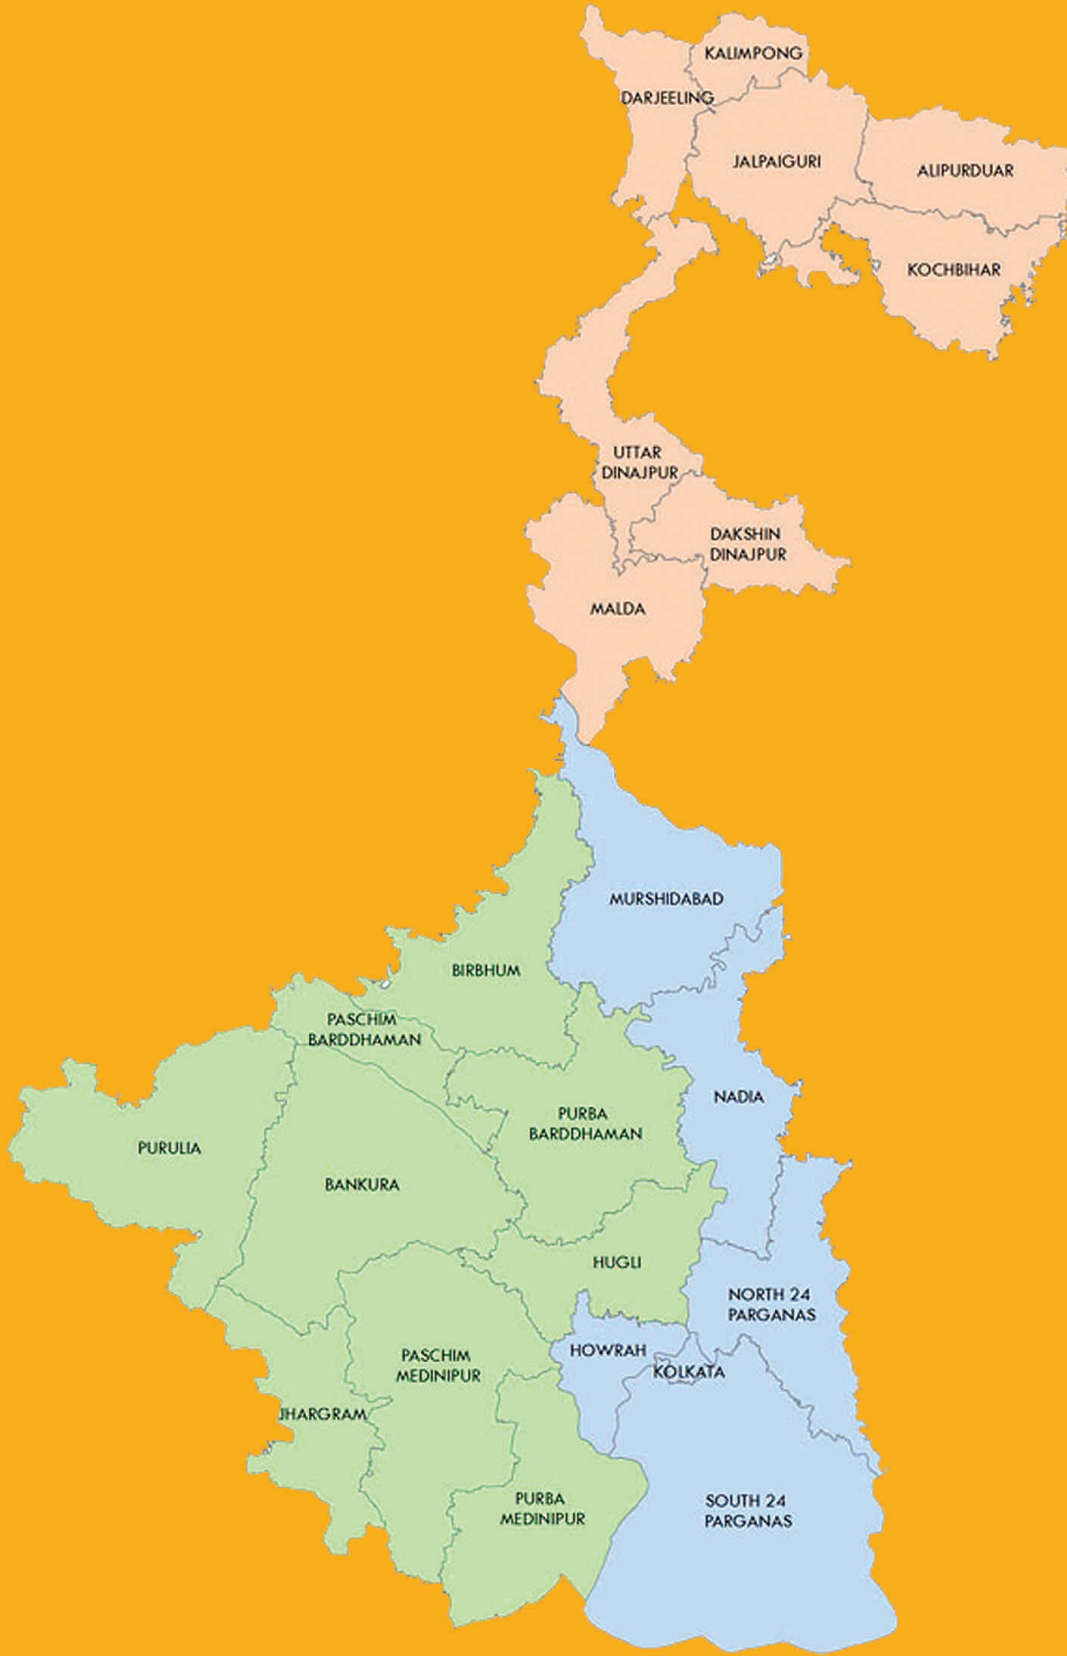 KALIMPONG
DARJEELING
JALPAIGURI
ALIPURDUAR
KOCHBIHAR
UTTAR
DINAJPUR
DAKSHIN
DINAJPUR
MALDA
MURSHIDABAD
BIRBHUM
PASCHIM
BARDDHAMAN
NADIA
PURBA
BARDDHAMAN
PURULIA
BANKURA
HUGLI
NORTH 24
PARGANAS
HOWRAH
KOLKATA
PASCHIM
MEDINIPUR
JHARGRAM
PURBA
MEDINIPUR
SOUTH 24
PARGANAS